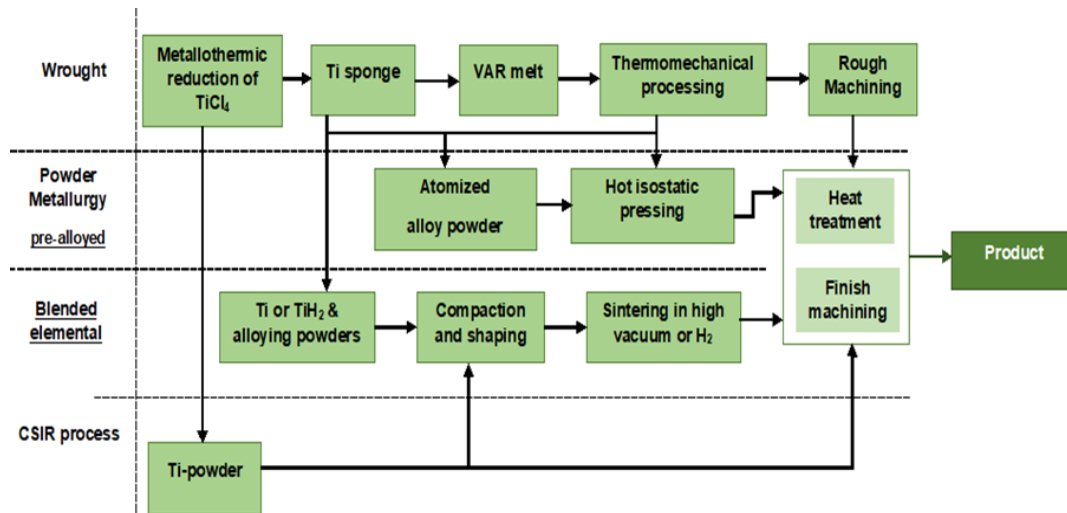 Wrought
Metallothermic
reduction of
TiCl₄
Ti sponge
VAR melt
Thermomechanical
processing
Rough
Machining
Powder
Metallurgy
pre-alloyed
Atomized
alloy powder
Hot isostatic
pressing
Heat
treatment
Product
Blended
elemental
Ti or TiH₂ &
alloying powders
Compaction
and shaping
Sintering in high
vacuum or H₂
Finish
machining
CSIR process
Ti-powder